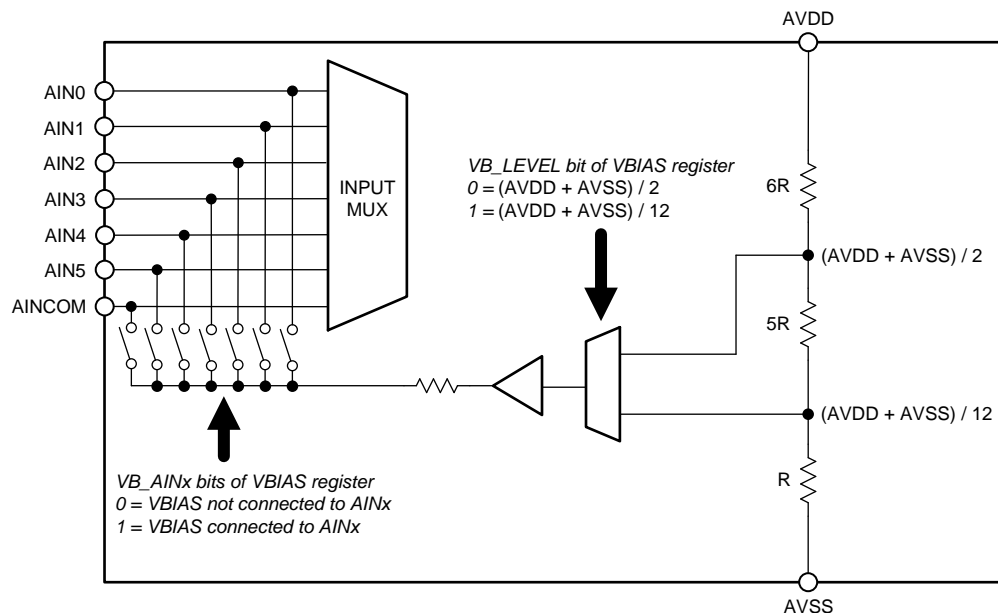 AVDD
AIN0
AIN1
AIN2
AIN3
AIN4
AIN5
AINCOM
INPUT
MUX
VB_LEVEL bit of VBIAS register
0 = (AVDD + AVSS) / 2
1 = (AVDD + AVSS) / 12
6R
(AVDD + AVSS) / 2
5R
(AVDD + AVSS) / 12
R
VB_AINx bits of VBIAS register
0 = VBIAS not connected to AINx
1 = VBIAS connected to AINx
AVSS